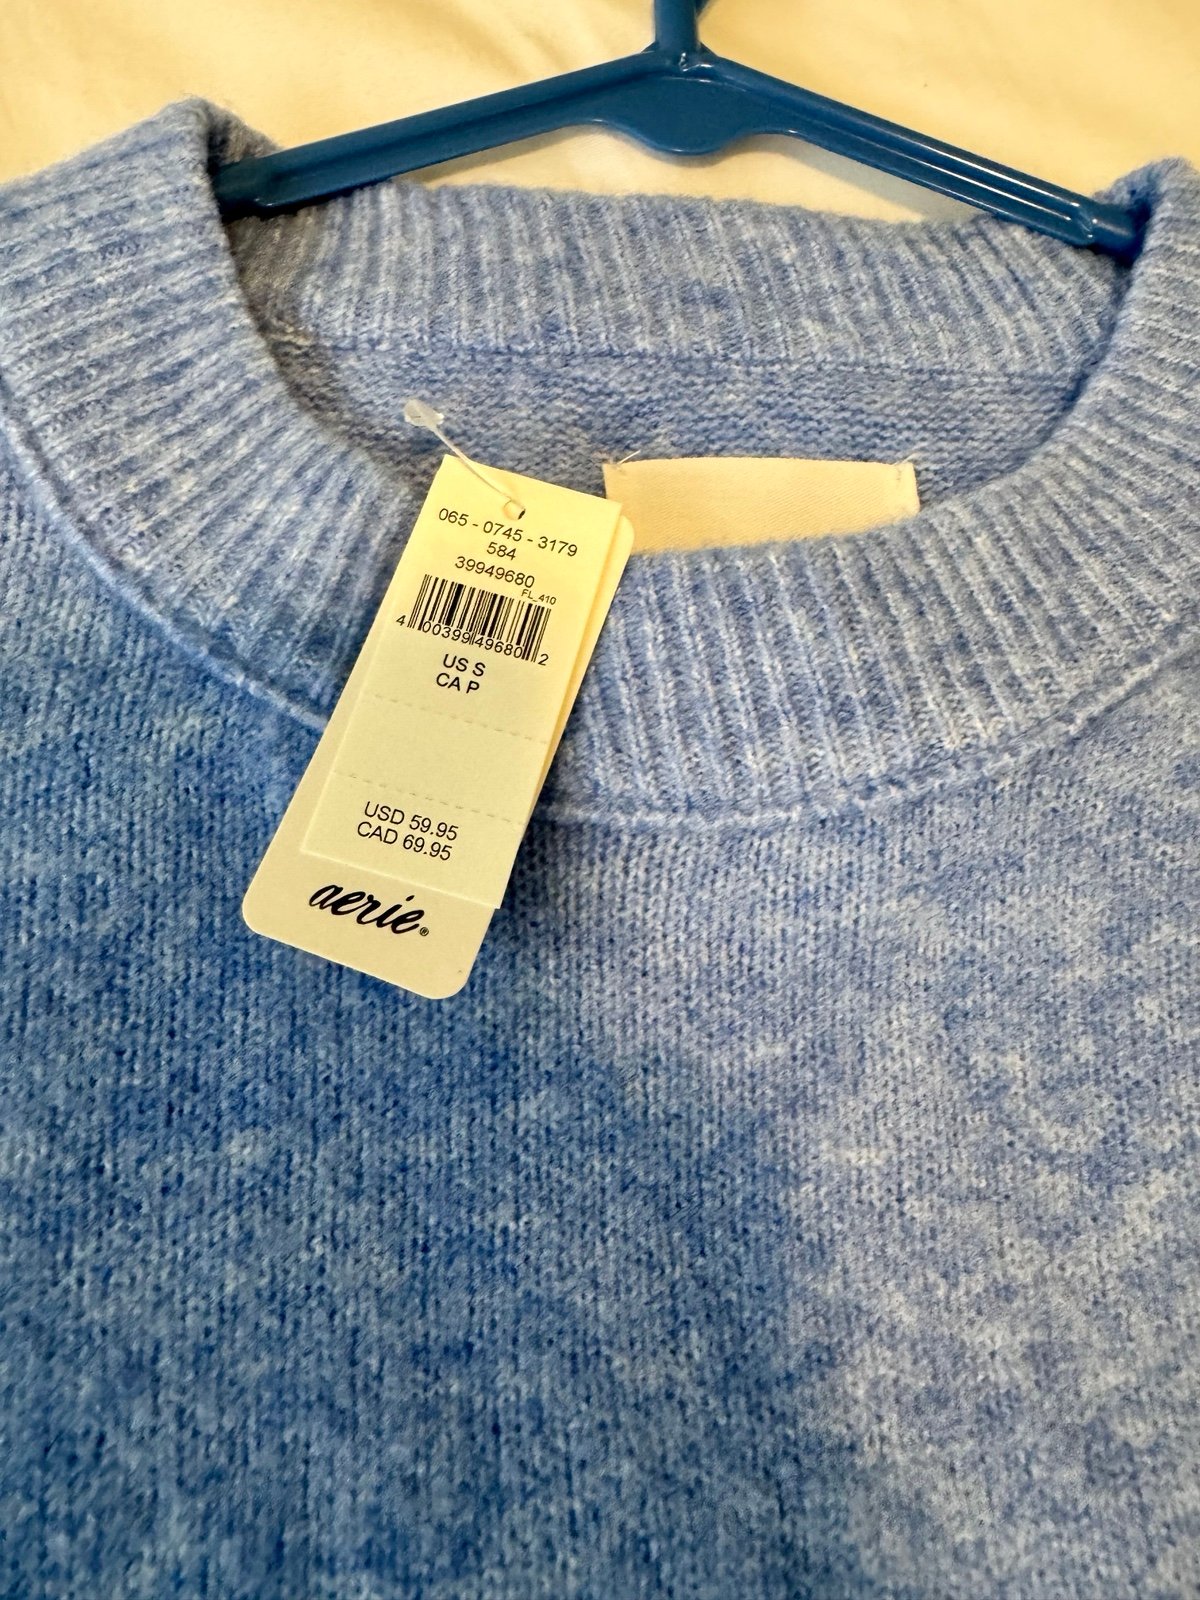 065 - 0745 - 3179
584
39949680
FL_410
4 00399 49680 2
US S
CA P
USD 59.95
CAD 69.95
aerie®